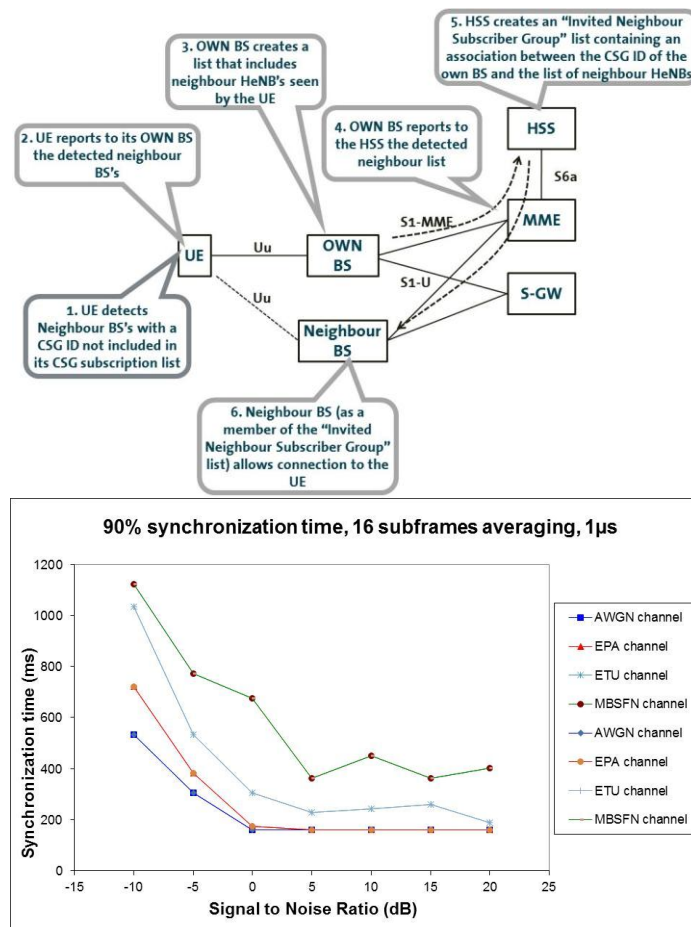 5. HSS creates an “Invited
Neighbour
Subscriber Group” list containing an
association between the CSG ID of the
own BS and the list of neighbour HeNBs
3. OWN BS creates a
list that includes
neighbour HeNB’s seen
by the UE
4. OWN BS reports to
the HSS the detected
neighbour list
2. UE reports to its OWN BS
the detected neighbour
BS’s
HSS
S6a
S1-MME
MME
UE
Uu
OWN
BS
S1-U
S-GW
Uu
Neighbour
BS
1. UE detects
Neighbour BS’s with a
CSG ID not included in
its CSG subscription list
6. Neighbour BS (as a
member of the “Invited
Neighbour Subscriber Group”
list) allows connection to the
UE
90% synchronization time, 16 subframes averaging, 1µs
Synchronization time (ms)
1200
1000
800
600
400
200
0
-15 -10 -5 0 5 10 15 20 25
Signal to Noise Ratio (dB)
AWGN channel
EPA channel
ETU channel
MBSFN channel
AWGN channel
EPA channel
ETU channel
MBSFN channel